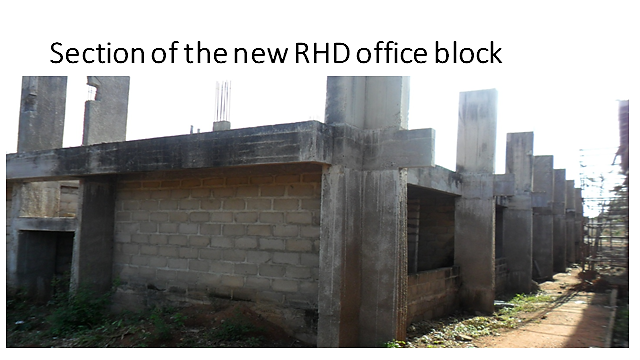 Section of the new RHD office block